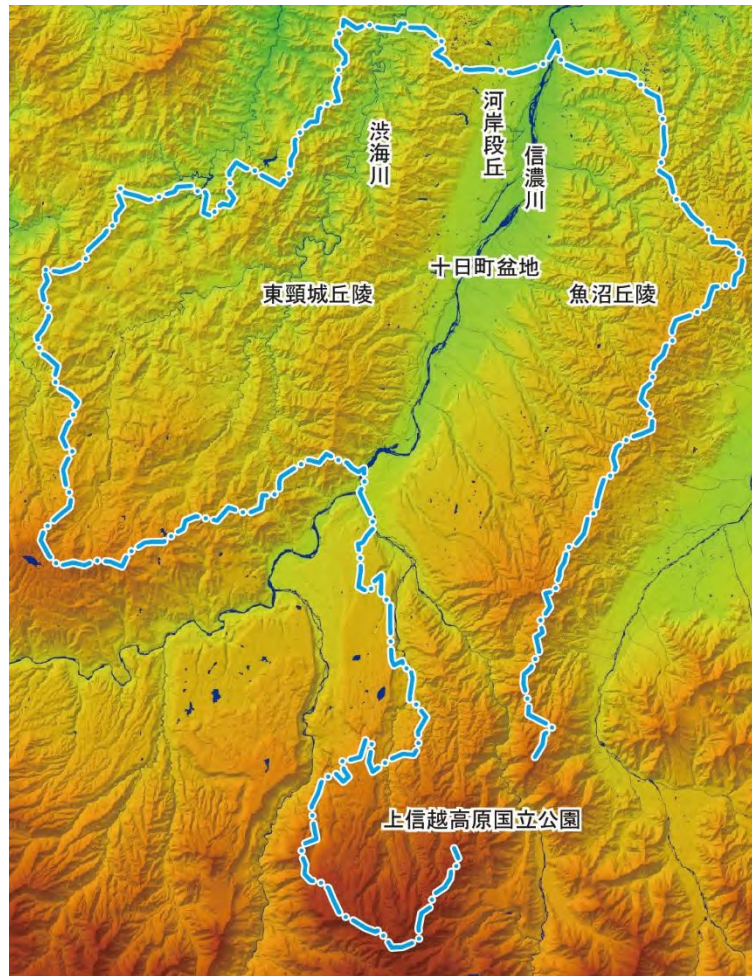 渋海川
河岸段丘
信濃川
十日町盆地
東頸城丘陵
魚沼丘陵
上信越高原国立公園